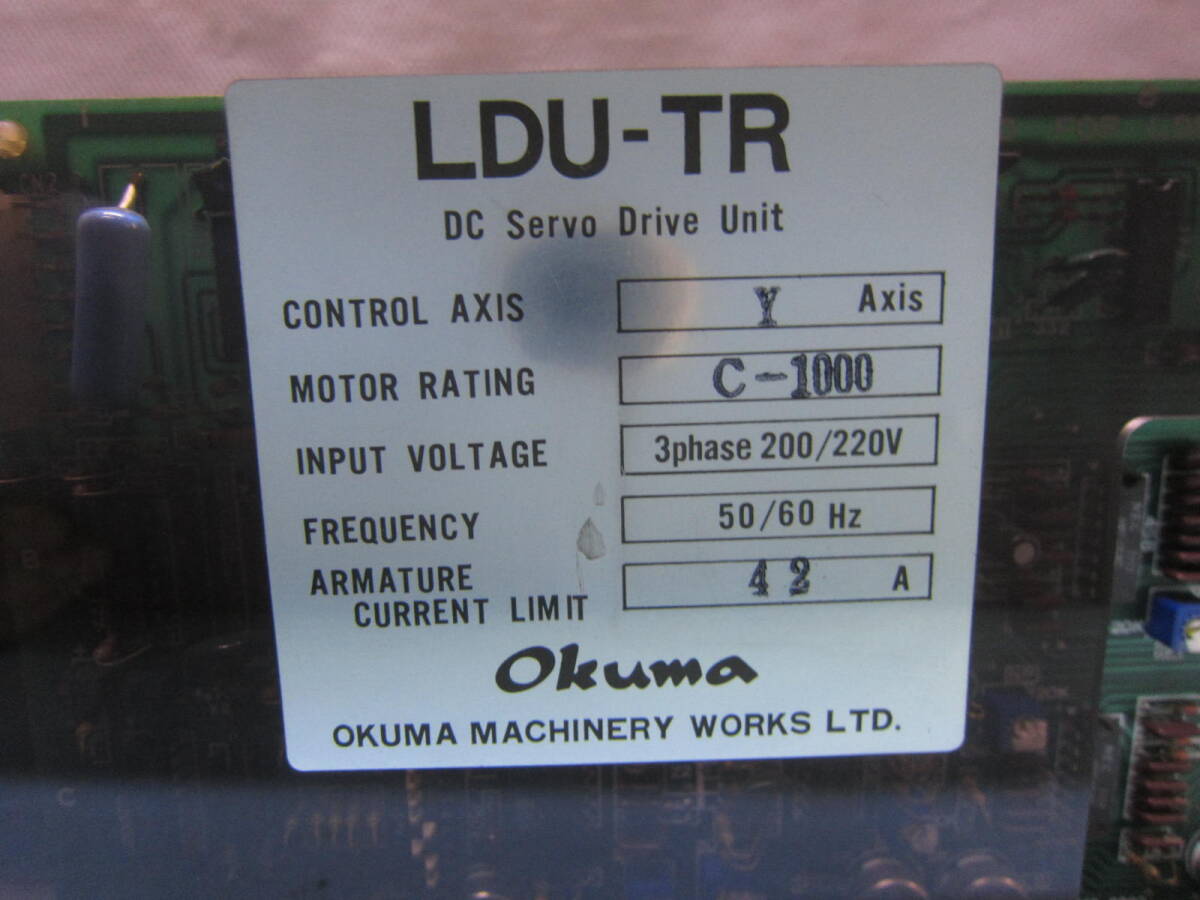 LDU-TR
DC Servo Drive Unit
CONTROL AXIS Y Axis
MOTOR RATING C-1000
INPUT VOLTAGE 3phase 200/220V
FREQUENCY 50/60 Hz
ARMATURE
CURRENT LIMIT 42 A
Okuma
OKUMA MACHINERY WORKS LTD.